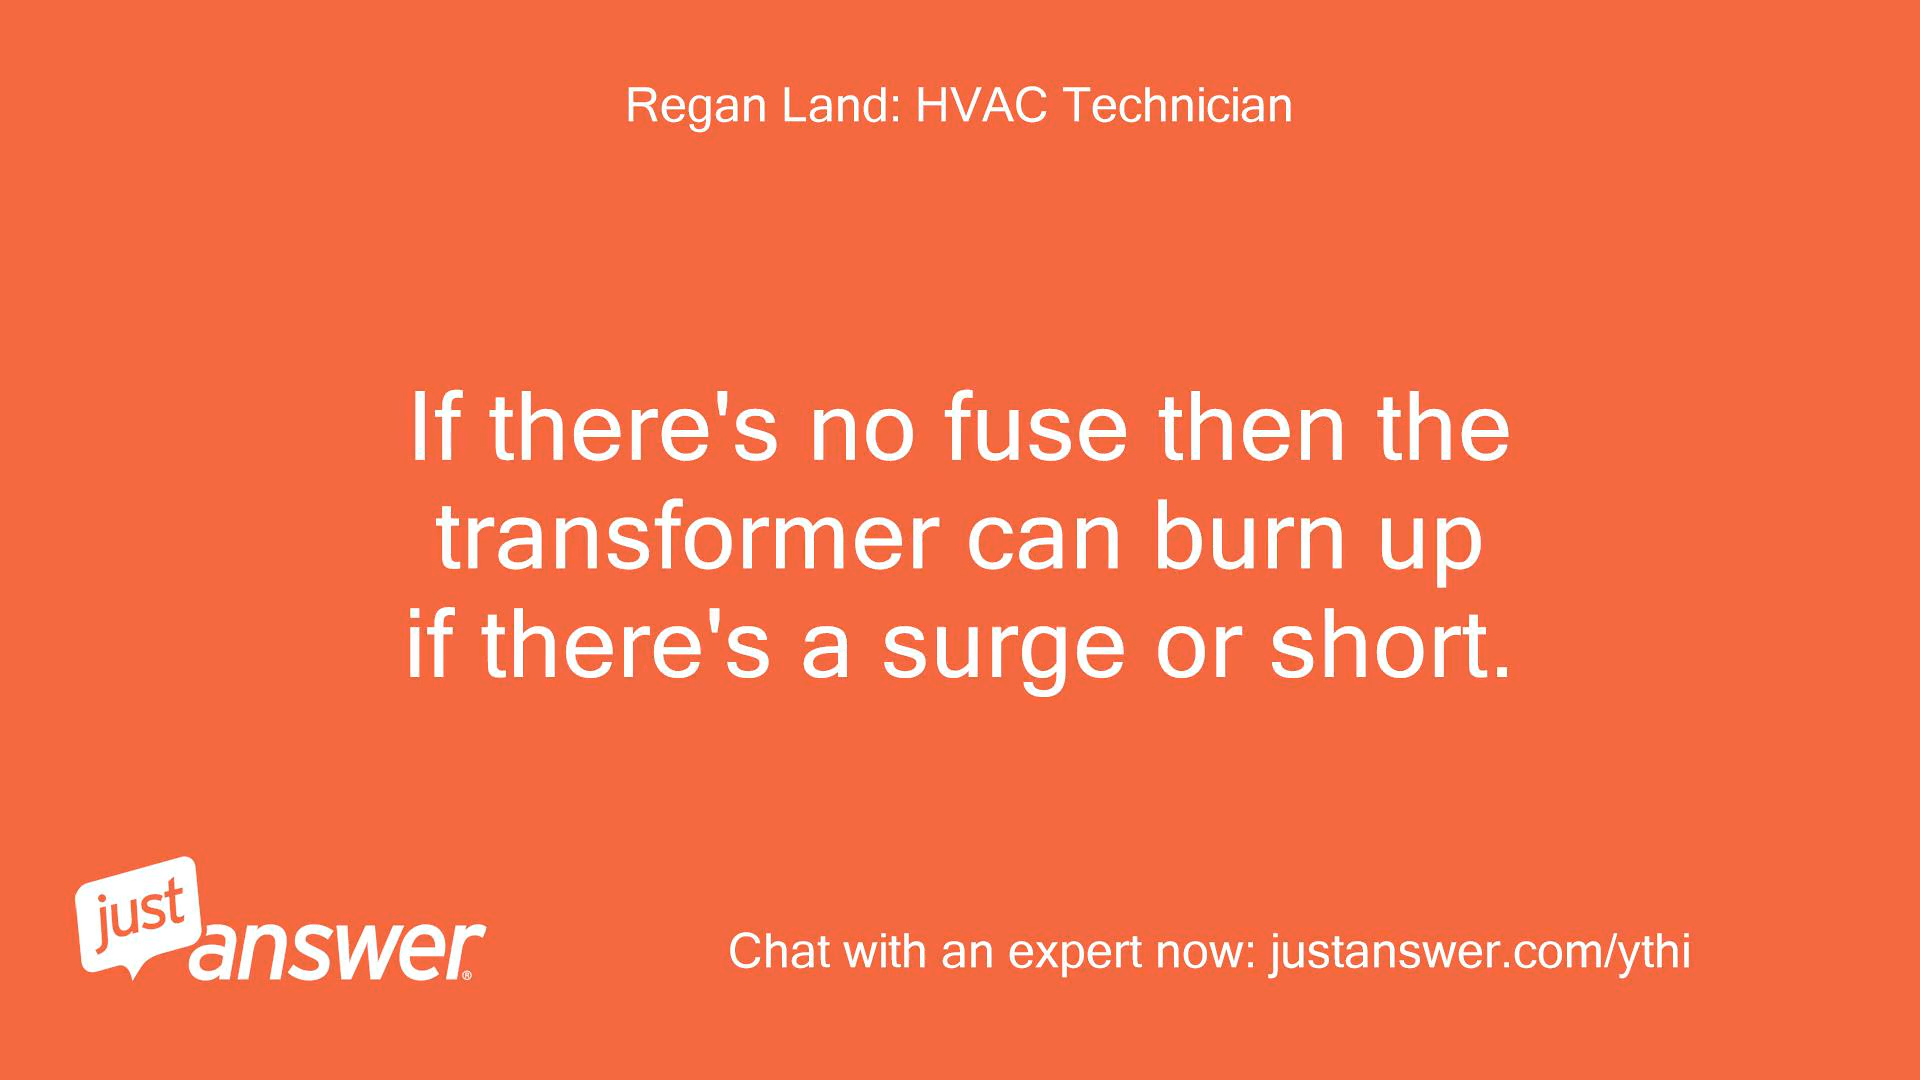 Regan Land: HVAC Technician
If there's no fuse then the
transformer can burn up
if there's a surge or short.
just
answer®
Chat with an expert now: justanswer.com/ythi